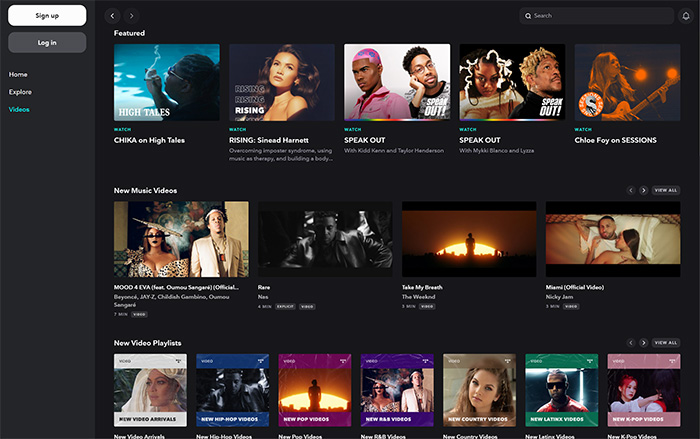 Sign up
Log in
Home
Explore
Videos
Search
Featured
HIGH TALES
WATCH
CHIKA on High Tales
RISING:
RISING:
RISING:
RISING:
WATCH
RISING: Sinead Harnett
Overcoming imposter syndrome, using
music as therapy, and building a body...
SPEAK
OUT!
WATCH
SPEAK OUT
With Kidd Kenn and Taylor Henderson
SPEAK
OUT!
WATCH
SPEAK OUT
With Mykki Blanco and Lyzza
WATCH
Chloe Foy on SESSIONS
New Music Videos
VIEW ALL
MOOD 4 EVA (feat. Oumou Sangaré) (Official...
Beyoncé, JAY-Z, Childish Gambino, Oumou
Sangaré
7 MIN VIDEO
Rare
Nas
4 MIN EXPLICIT VIDEO
Take My Breath
The Weeknd
3 MIN VIDEO
Miami (Official Video)
Nicky Jam
3 MIN VIDEO
New Video Playlists
VIEW ALL
VIDEO
NEW VIDEO ARRIVALS
New Video Arrivals
VIDEO
NEW HIP-HOP VIDEOS
New Hip-Hop Videos
VIDEO
NEW POP VIDEOS
New Pop Videos
VIDEO
NEW R&B VIDEOS
New R&B Videos
VIDEO
NEW COUNTRY VIDEOS
New Country Videos
VIDEO
NEW LATINX VIDEOS
New Latinx Videos
VIDEO
NEW K-POP VIDEOS
New K-Pop Videos